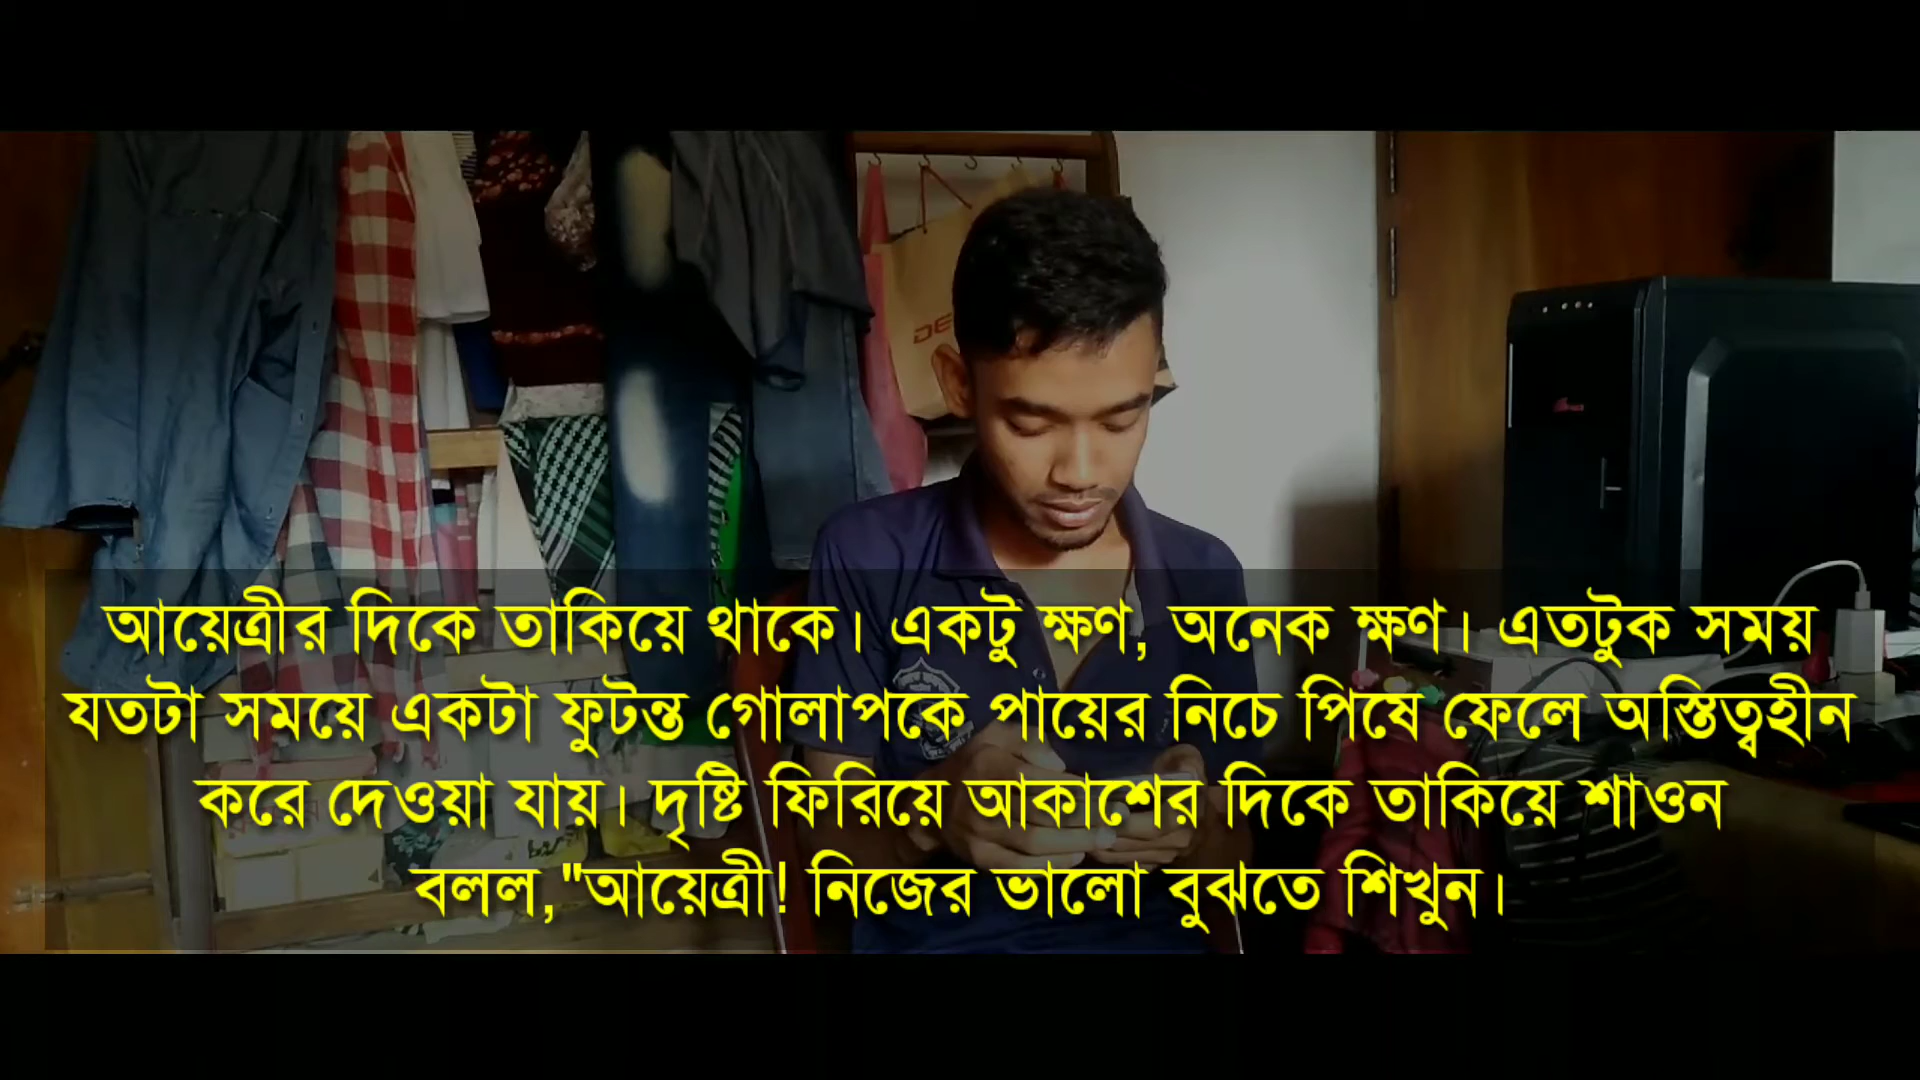 DE
আয়েত্রীর দিকে তাকিয়ে থাকে। একটু ক্ষণ, অনেক ক্ষণ। এতটুক সময়
যতটা সময়ে একটা ফুটন্ত গোলাপকে পায়ের নিচে পিষে ফেলে অস্তিত্বহীন
করে দেওয়া যায়। দৃষ্টি ফিরিয়ে আকাশের দিকে তাকিয়ে শাওন
বলল,"আয়েত্রী! নিজের ভালো বুঝতে শিখুন।